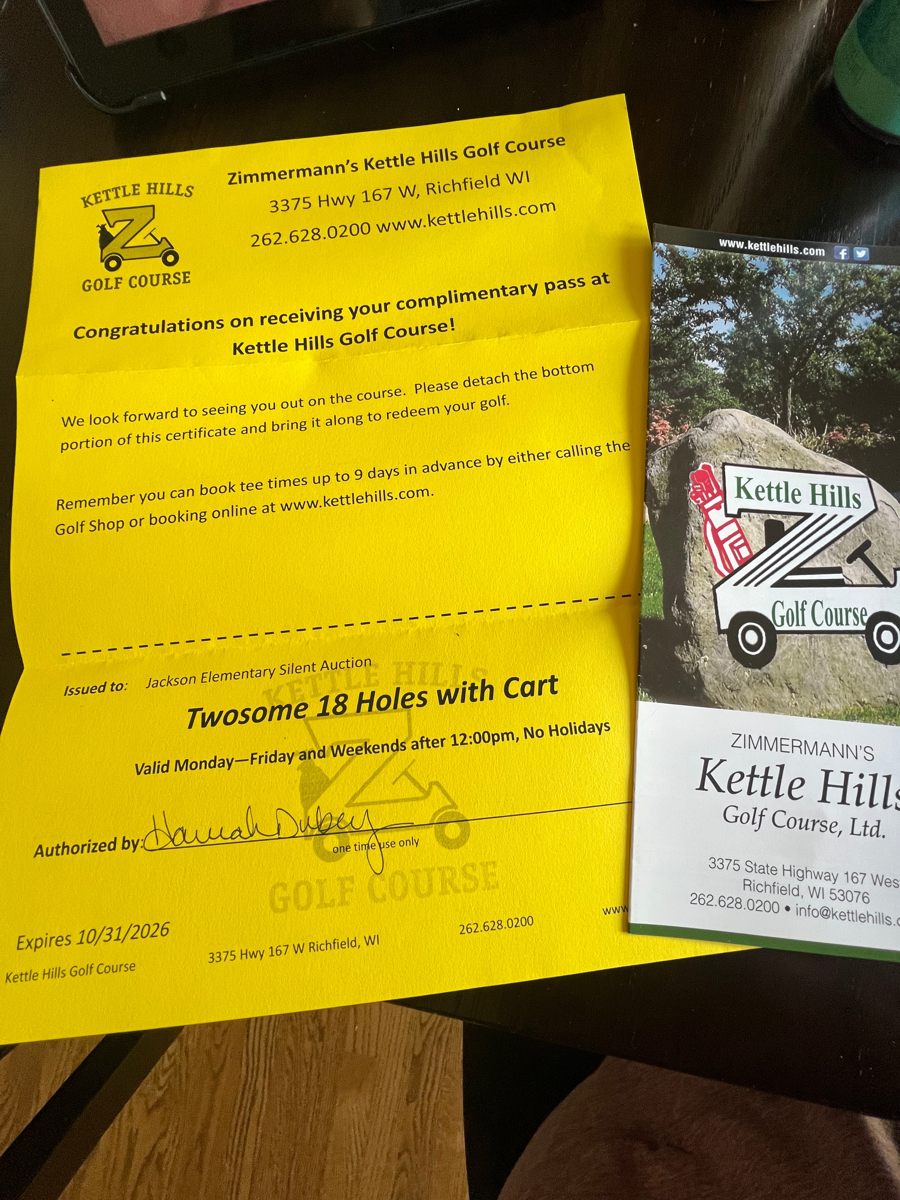 KETTLE HILLS
GOLF COURSE
Zimmermann's Kettle Hills Golf Course
3375 Hwy 167 W, Richfield WI
262.628.0200 www.kettlehills.com
Congratulations on receiving your complimentary pass at
Kettle Hills Golf Course!
We look forward to seeing you out on the course. Please detach the bottom
portion of this certificate and bring it along to redeem your golf.
Remember you can book tee times up to 9 days in advance by either calling the
Golf Shop or booking online at www.kettlehills.com.
Issued to: Jackson Elementary Silent Auction
KETTLE HILLS
Twosome 18 Holes with Cart
Valid Monday—Friday and Weekends after 12:00pm, No Holidays
Authorized by: Hannah Dubey
one time use only
GOLF COURSE
Expires 10/31/2026
Kettle Hills Golf Course
3375 Hwy 167 W Richfield, WI
262.628.0200
www
www.kettlehills.com
Kettle Hills
Golf Course
ZIMMERMANN'S
Kettle Hills
Golf Course, Ltd.
3375 State Highway 167 Wes
Richfield, WI 53076
262.628.0200 • info@kettlehills.c